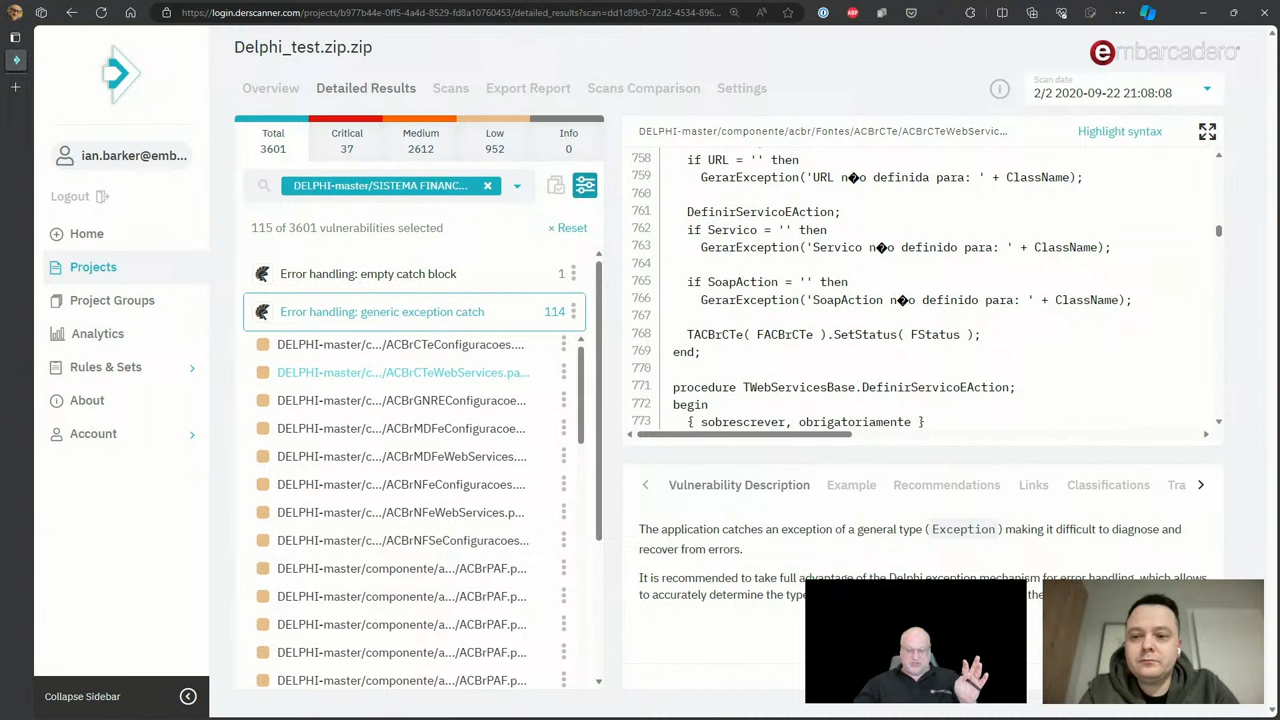 https://login.derscanner.com/projects/b977b44e-0ff5-4a4d-8529-fd8a10760453/detailed_results?scan=dd1c89c0-72d2-4534-896...
Delphi_test.zip.zip
embarcadero
Overview
Detailed Results
Scans
Export Report
Scans Comparison
Settings
Scan date
2/2 2020-09-22 21:08:08
ian.barker@emb...
Logout
Home
Projects
Project Groups
Analytics
Rules & Sets
About
Account
Collapse Sidebar
Total
3601
Critical
37
Medium
2612
Low
952
Info
0
DELPHI-master/SISTEMA FINANC...
115 of 3601 vulnerabilities selected
× Reset
Error handling: empty catch block 1
Error handling: generic exception catch 114
DELPHI-master/c.../ACBrCTeConfiguracoes....
DELPHI-master/c.../ACBrCTeWebServices.pa...
DELPHI-master/c.../ACBrGNREConfiguracoe...
DELPHI-master/c.../ACBrMDFeConfiguracoe...
DELPHI-master/c.../ACBrMDFeWebServices....
DELPHI-master/c.../ACBrNFeConfiguracoes....
DELPHI-master/c.../ACBrNFeWebServices.p...
DELPHI-master/c.../ACBrNFSeConfiguracoes...
DELPHI-master/componente/a.../ACBrPAF.p...
DELPHI-master/componente/a.../ACBrPAF.p...
DELPHI-master/componente/a.../ACBrPAF.p...
DELPHI-master/componente/a.../ACBrPAF.p...
DELPHI-master/componente/a.../ACBrPAF.p...
DELPHI-master/componente/acbr/Fontes/ACBrCTe/ACBrCTeWebServic...
Highlight syntax
758 if URL = '' then
759 GerarException('URL n�o definida para: ' + ClassName);
760
761 DefinirServicoEAction;
762 if Servico = '' then
763 GerarException('Servico n�o definido para: ' + ClassName);
764
765 if SoapAction = '' then
766 GerarException('SoapAction n�o definido para: ' + ClassName);
767
768 TACBrCTe( FACBrCTe ).SetStatus( FStatus );
769 end;
770
771 procedure TWebServicesBase.DefinirServicoEAction;
772 begin
773 { sobrescrever, obrigatoriamente }
Vulnerability Description
Example
Recommendations
Links
Classifications
Tra
The application catches an exception of a general type (Exception) making it difficult to diagnose and
recover from errors.
It is recommended to take full advantage of the Delphi exception mechanism for error handling, which allows
to accurately determine the type